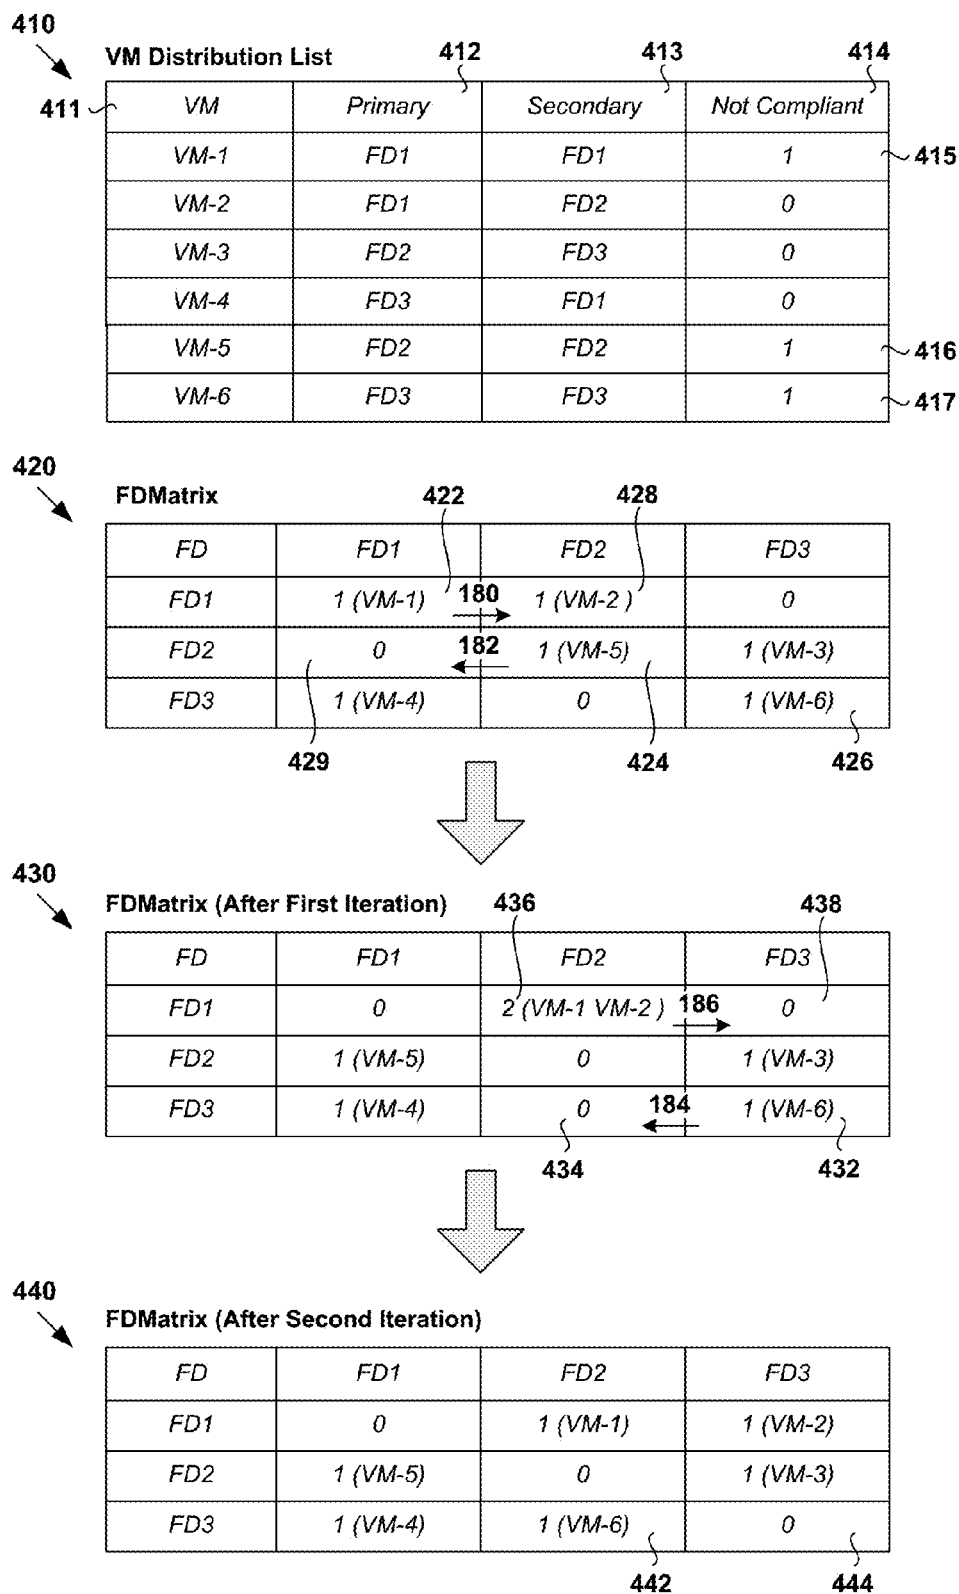 410
VM Distribution List 412 413 414
411 VM Primary Secondary Not Compliant
VM-1 FD1 FD1 1 415
VM-2 FD1 FD2 0
VM-3 FD2 FD3 0
VM-4 FD3 FD1 0
VM-5 FD2 FD2 1 416
VM-6 FD3 FD3 1 417
420
FDMatrix 422 428
FD FD1 FD2 FD3
FD1 1 (VM-1) 180 1 (VM-2 ) 0
FD2 0 182 1 (VM-5) 1 (VM-3)
FD3 1 (VM-4) 0 1 (VM-6)
429 424 426
430
FDMatrix (After First Iteration) 436 438
FD FD1 FD2 FD3
FD1 0 2 (VM-1 VM-2 ) 186 0
FD2 1 (VM-5) 0 1 (VM-3)
FD3 1 (VM-4) 0 184 1 (VM-6)
434 432
440
FDMatrix (After Second Iteration)
FD FD1 FD2 FD3
FD1 0 1 (VM-1) 1 (VM-2)
FD2 1 (VM-5) 0 1 (VM-3)
FD3 1 (VM-4) 1 (VM-6) 0
442 444